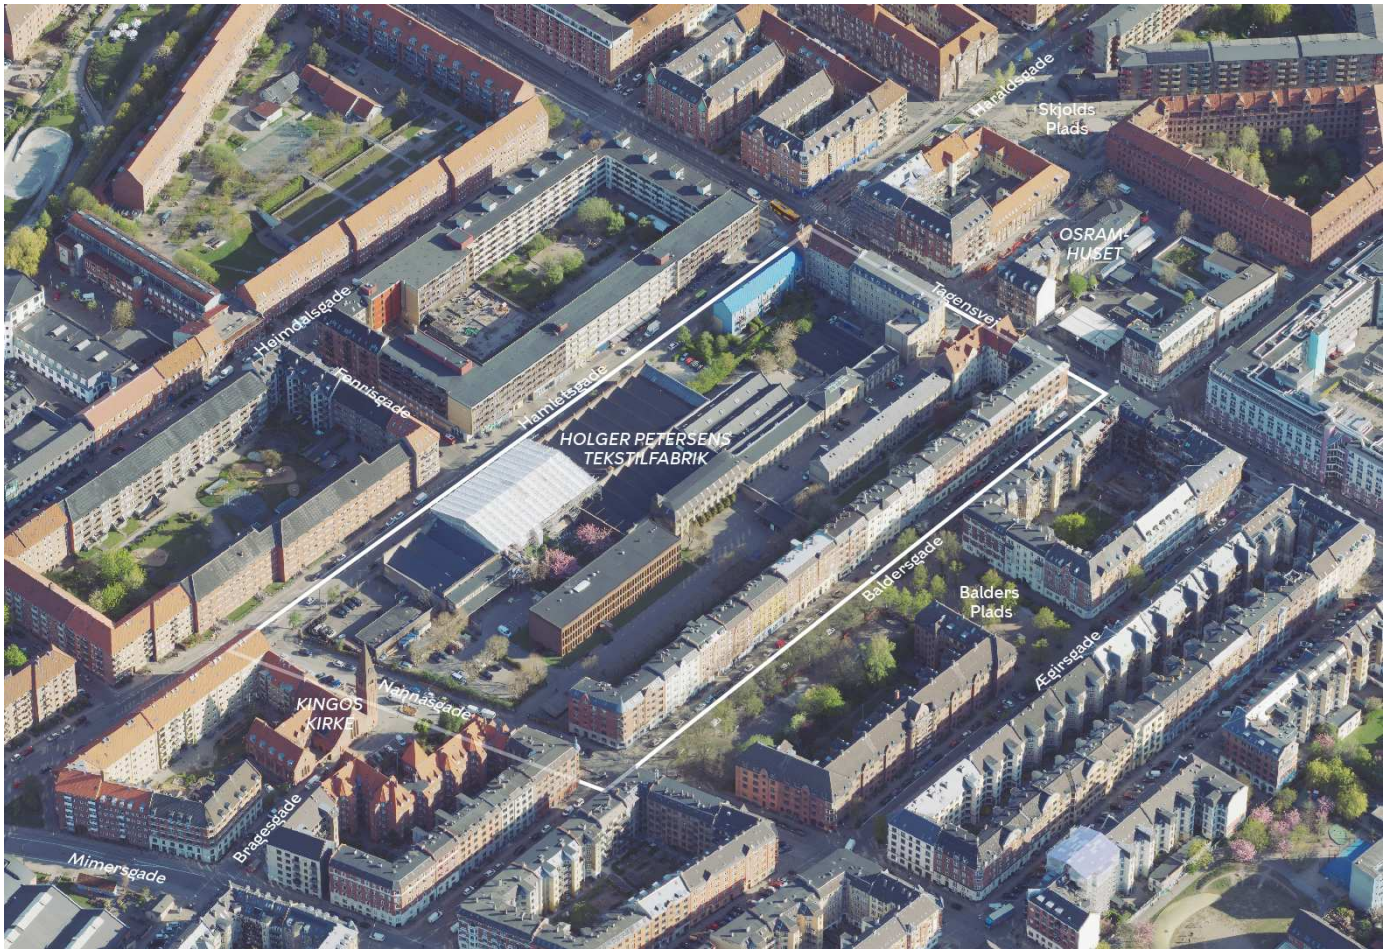 Haraldsgade
Skjolds
Plads
OSRAM-
HUSET
Tagensvej
Heimdalsgade
Fennisgade
Hamletsgade
HOLGER PETERSENS
TEKSTILFABRIK
Baldersgade
Balders
Plads
Ægirsgade
Nannasgade
KINGOS
KIRKE
Bragesgade
Mimersgade